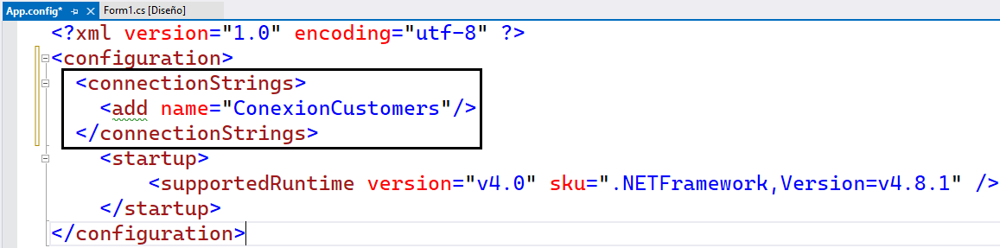 App.config* Form1.cs [Diseño]
<?xml version="1.0" encoding="utf-8" ?>
<configuration>
<connectionStrings>
<add name="ConexionCustomers"/>
</connectionStrings>
<startup>
<supportedRuntime version="v4.0" sku=".NETFramework,Version=v4.8.1" />
</startup>
</configuration>